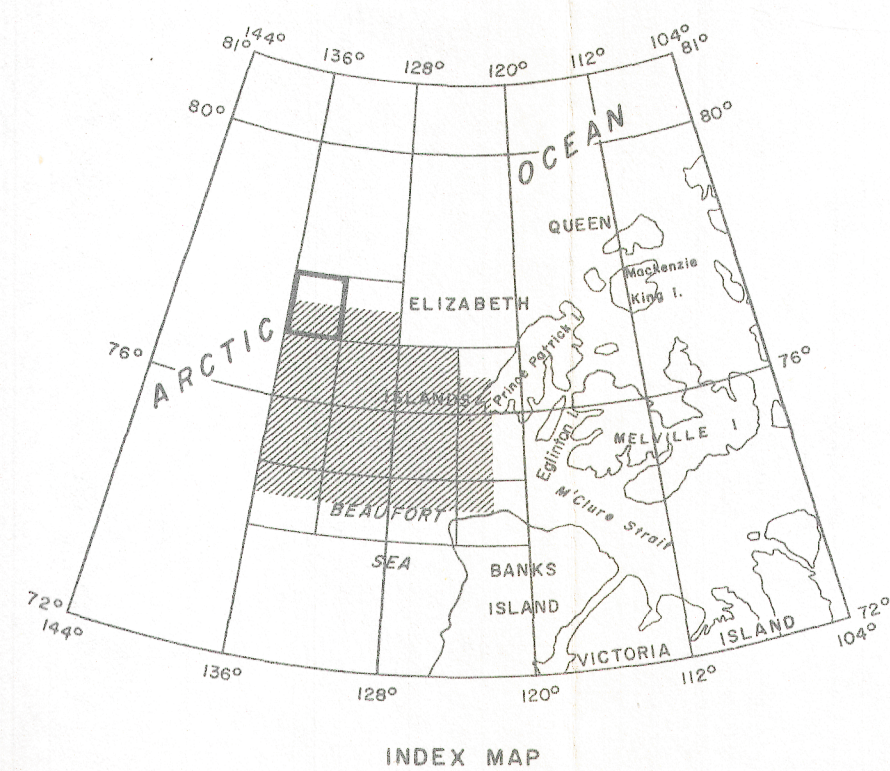 144°
81°
136°
128°
120°
112°
104°
81°
80°
80°
OCEAN
QUEEN
Mackenzie
King I.
ELIZABETH
ARCTIC
Prince Patrick I.
76°
76°
ISLANDS
Eglinton I.
MELVILLE I
M'Clure Strait
BEAUFORT
SEA
BANKS
ISLAND
VICTORIA
ISLAND
72°
144°
72°
104°
136°
128°
120°
112°
INDEX MAP